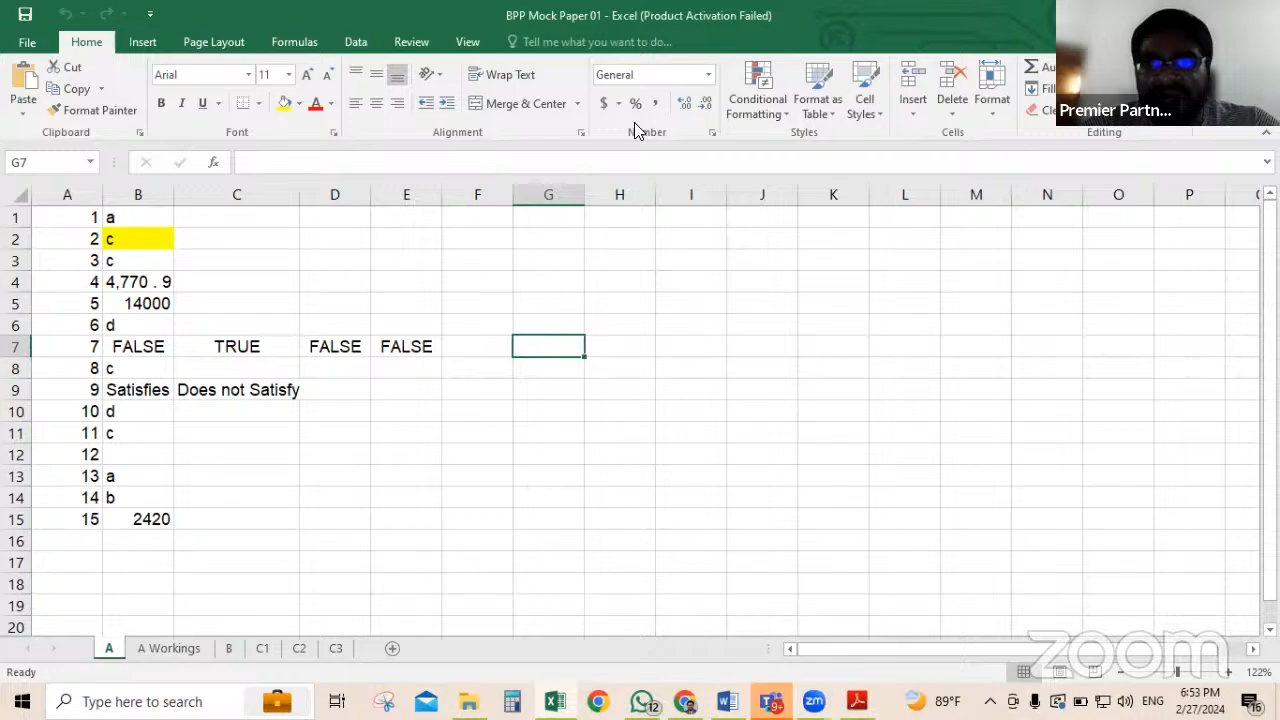 BPP Mock Paper 01 - Excel (Product Activation Failed)
File Home Insert Page Layout Formulas Data Review View Tell me what you want to do...
Paste
Cut
Copy
Format Painter
Clipboard
Arial 11
B I U
Font
Wrap Text
Merge & Center
Alignment
General
$ % ,
Number
Conditional Formatting
Format as Table
Cell Styles
Styles
Insert Delete Format
Cells
Editing
Premier Partn...
G7 fx
A B C D E F G H I J K L M N O P
1 1 a
2 2 c
3 3 c
4 4 4,770 . 9
5 5 14000
6 6 d
7 7 FALSE TRUE FALSE FALSE
8 8 c
9 9 Satisfies Does not Satisfy
10 10 d
11 11 c
12 12
13 13 a
14 14 b
15 15 2420
16
17
18
19
20
A A Workings B C1 C2 C3
zoom
Ready 122%
Type here to search 12 9+ zm 89°F ENG 6:53 PM
2/27/2024 16